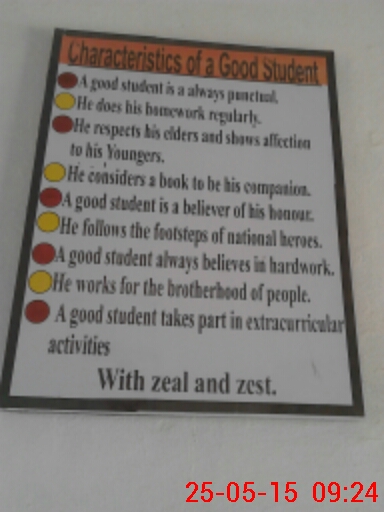 Characteristics of a Good Student
A good student is a always punctual.
He does his homework regularly.
He respects his elders and shows affection
to his Youngers.
He considers a book to be his companion.
A good student is a believer of his honour.
He follows the footsteps of national heroes.
A good student always believes in hardwork.
He works for the brotherhood of people.
A good student takes part in extracurricular
activities
With zeal and zest.
25-05-15 09:24